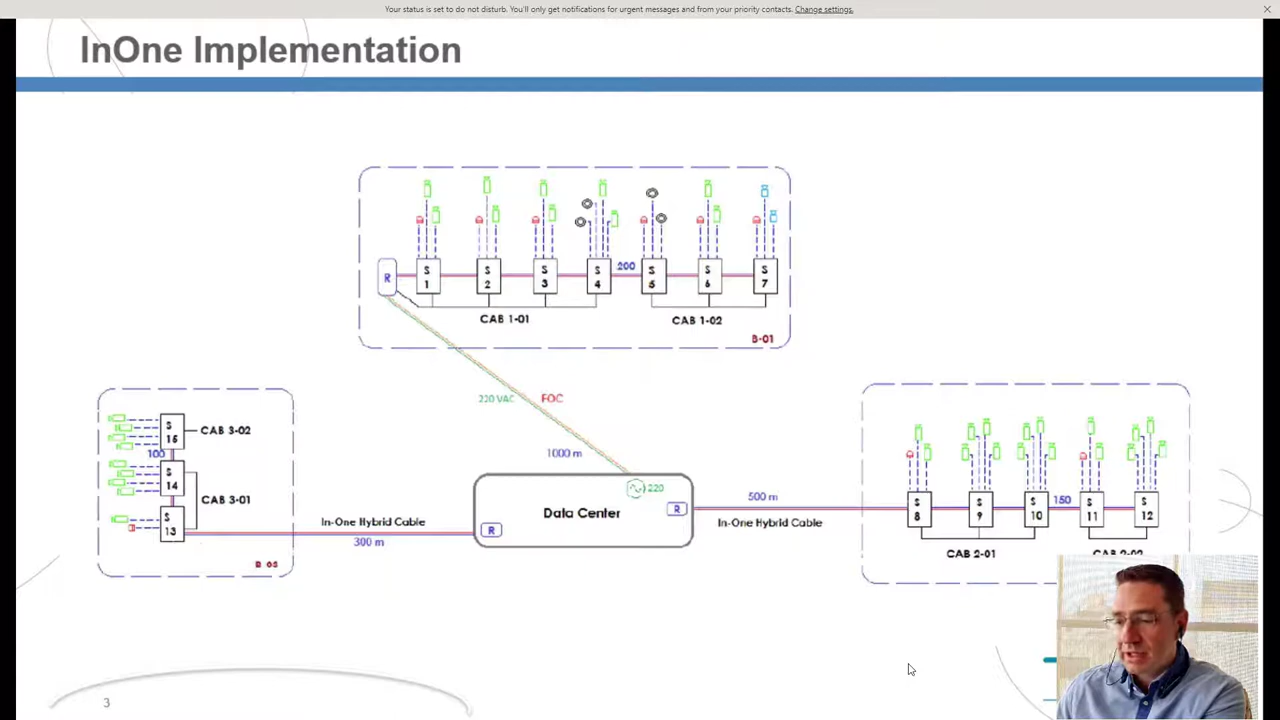 Your status is set to do not disturb. You'll only get notifications for urgent messages and from your priority contacts. Change settings.
InOne Implementation
R
S 1
S 2
S 3
S 4
200
S 5
S 6
S 7
CAB 1-01
CAB 1-02
B-01
220 VAC
FOC
1000 m
S 15
CAB 3-02
100
S 14
CAB 3-01
S 13
In-One Hybrid Cable
300 m
220
Data Center
R
R
500 m
In-One Hybrid Cable
S 8
S 9
S 10
150
S 11
S 12
CAB 2-01
CAB 2-02
3